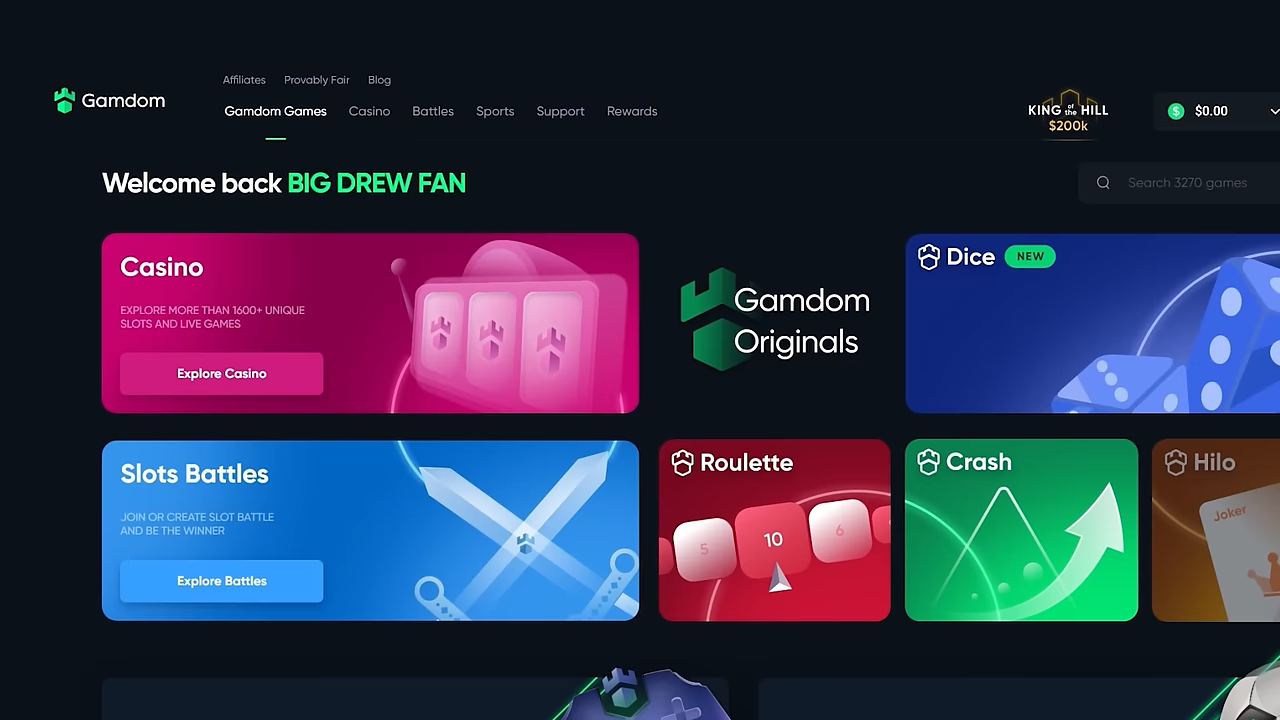 Affiliates Provably Fair Blog
Gamdom
Gamdom Games Casino Battles Sports Support Rewards
KING of the HILL
$200k
$ $0.00
Welcome back BIG DREW FAN
Search 3270 games
Casino
EXPLORE MORE THAN 1600+ UNIQUE
SLOTS AND LIVE GAMES
Explore Casino
Gamdom
Originals
Dice NEW
Slots Battles
JOIN OR CREATE SLOT BATTLE
AND BE THE WINNER
Explore Battles
Roulette
5 10 6
Crash
Hilo
Joker